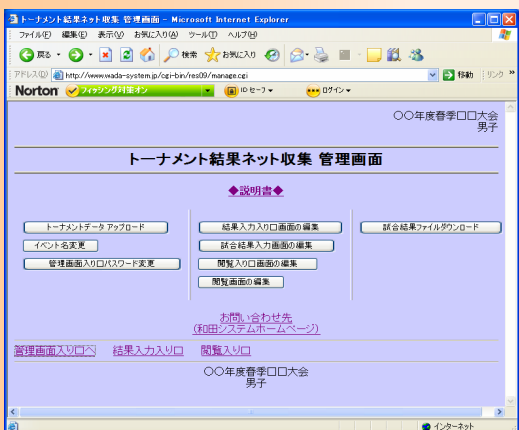 トーナメント結果ネット収集 管理画面 - Microsoft Internet Explorer
ファイル(F) 編集(E) 表示(V) お気に入り(A) ツール(T) ヘルプ(H)
戻る 検索 お気に入り
アドレス(D) http://www.wada-system.jp/cgi-bin/res09/manage.cgi 移動 リンク »
Norton フィッシング対策オン IDセーフ ログイン
〇〇年度春季口口大会
男子
トーナメント結果ネット収集 管理画面
◆説明書◆
トーナメントデータ アップロード 結果入力入り口画面の編集 試合結果ファイルダウンロード
イベント名変更 試合結果入力画面の編集
管理画面入り口パスワード変更 閲覧入り口画面の編集
閲覧画面の編集
お問い合わせ先
(和田システムホームページ)
管理画面入り口へ 結果入力入り口 閲覧入り口
〇〇年度春季口口大会
男子
インターネット